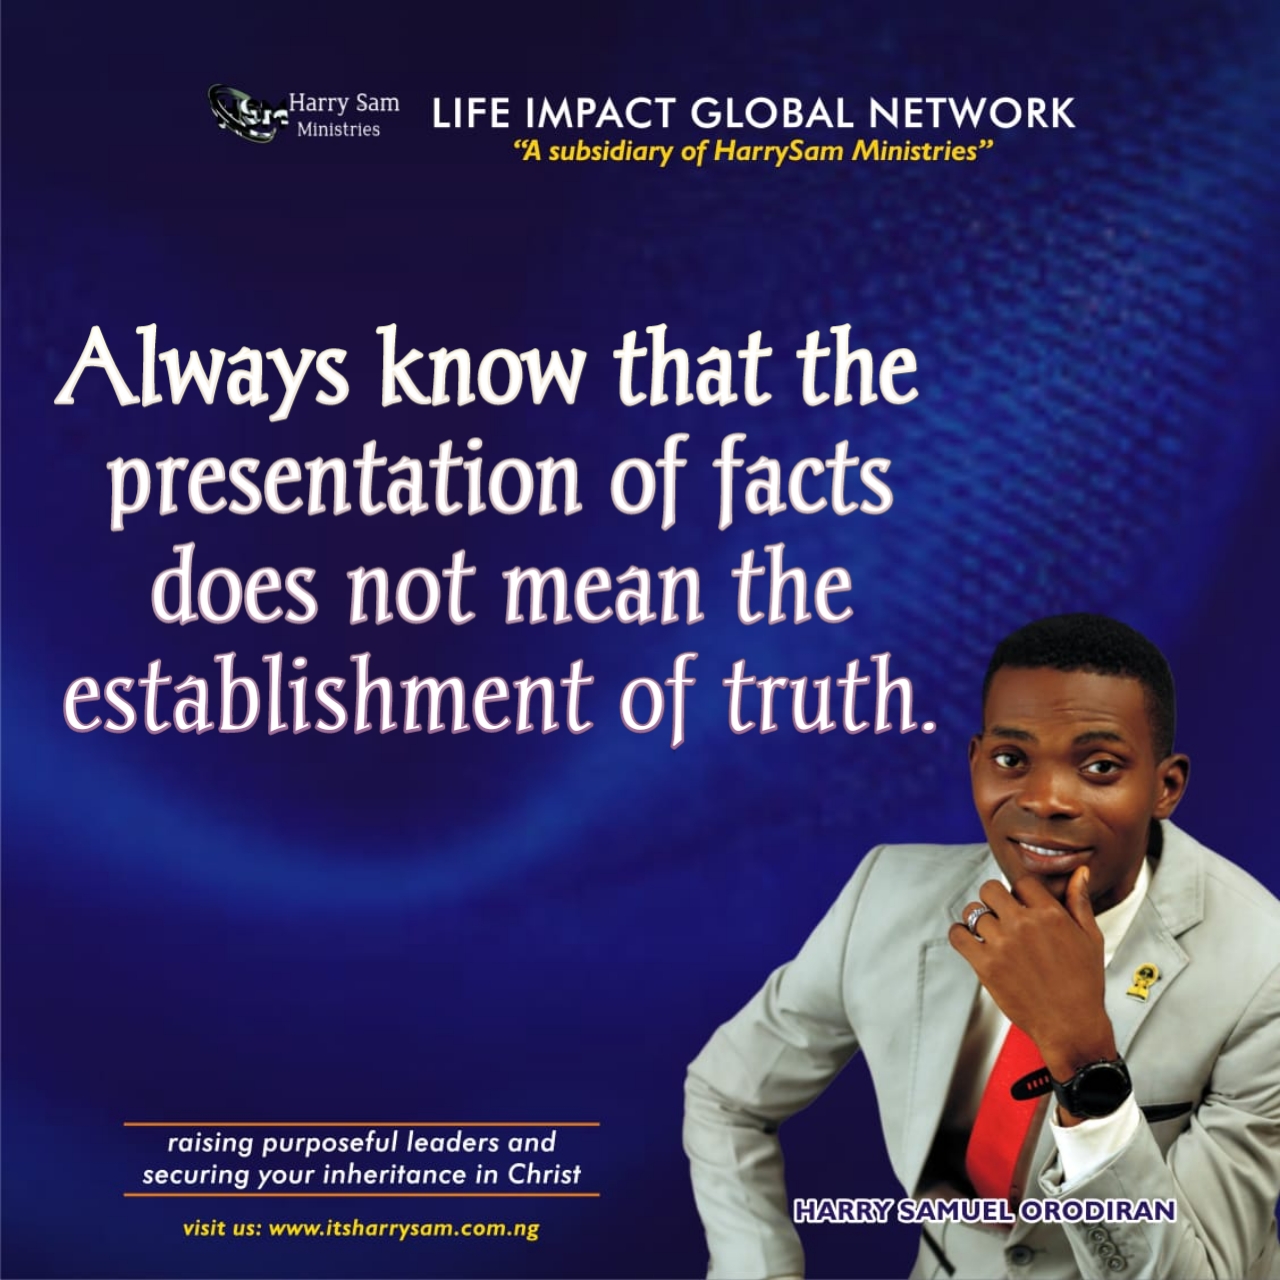 Harry Sam
Ministries
LIFE IMPACT GLOBAL NETWORK
“A subsidiary of HarrySam Ministries”
Always know that the
presentation of facts
does not mean the
establishment of truth.
raising purposeful leaders and
securing your inheritance in Christ
visit us: www.itsharrysam.com.ng
HARRY SAMUEL ORODIRAN